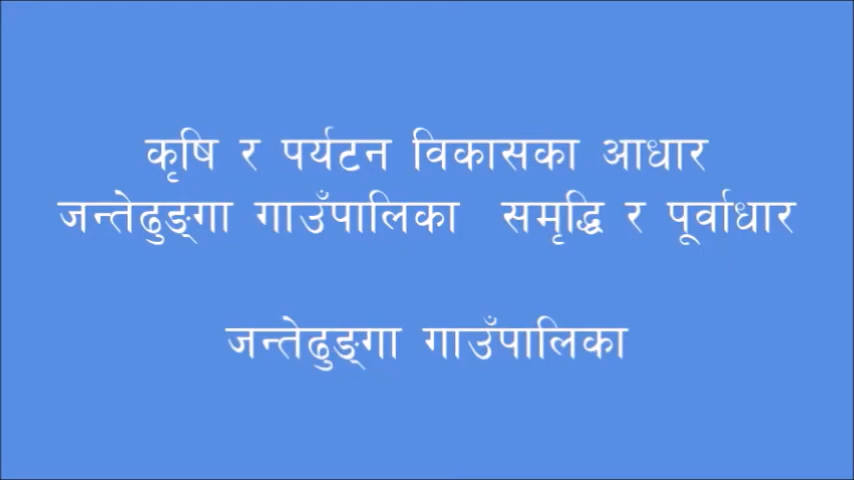 कृषि र पर्यटन विकासका आधार
जन्तेढुङ्गा गाउँपालिका समृद्धि र पूर्वाधार
जन्तेढुङ्गा गाउँपालिका